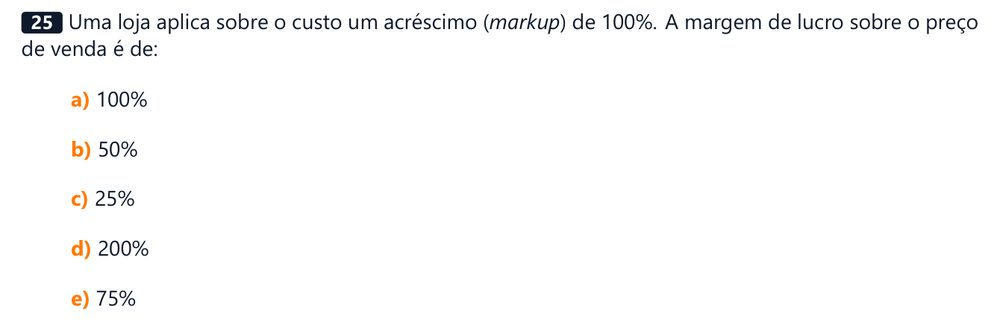 25 Uma loja aplica sobre o custo um acréscimo (markup) de 100%. A margem de lucro sobre o preço
de venda é de:
a) 100%
b) 50%
c) 25%
d) 200%
e) 75%